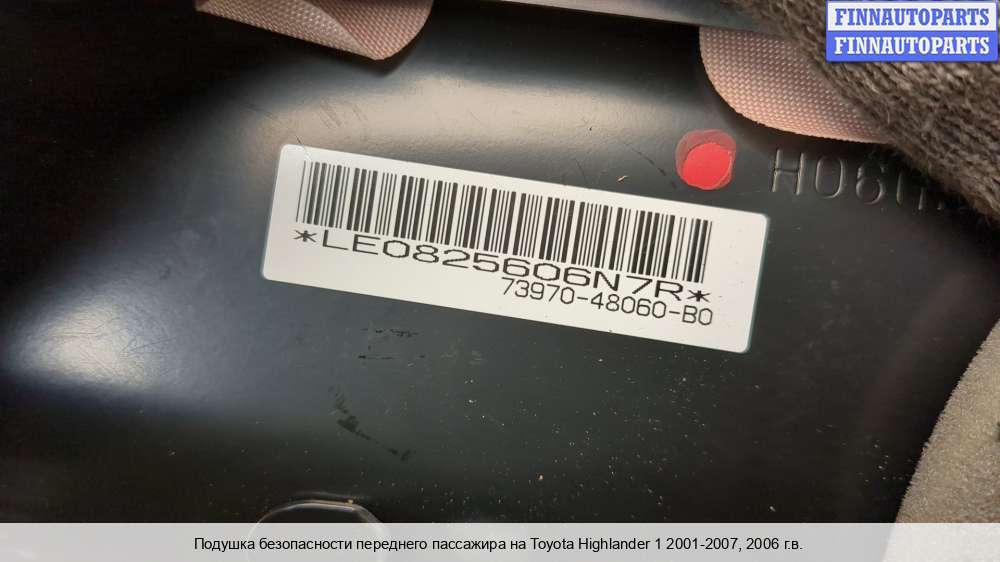 FINNAUTOPARTS
FINNAUTOPARTS
*LE0825606N7R*
73970-48060-B0
Подушка безопасности переднего пассажира на Toyota Highlander 1 2001-2007, 2006 г.в.